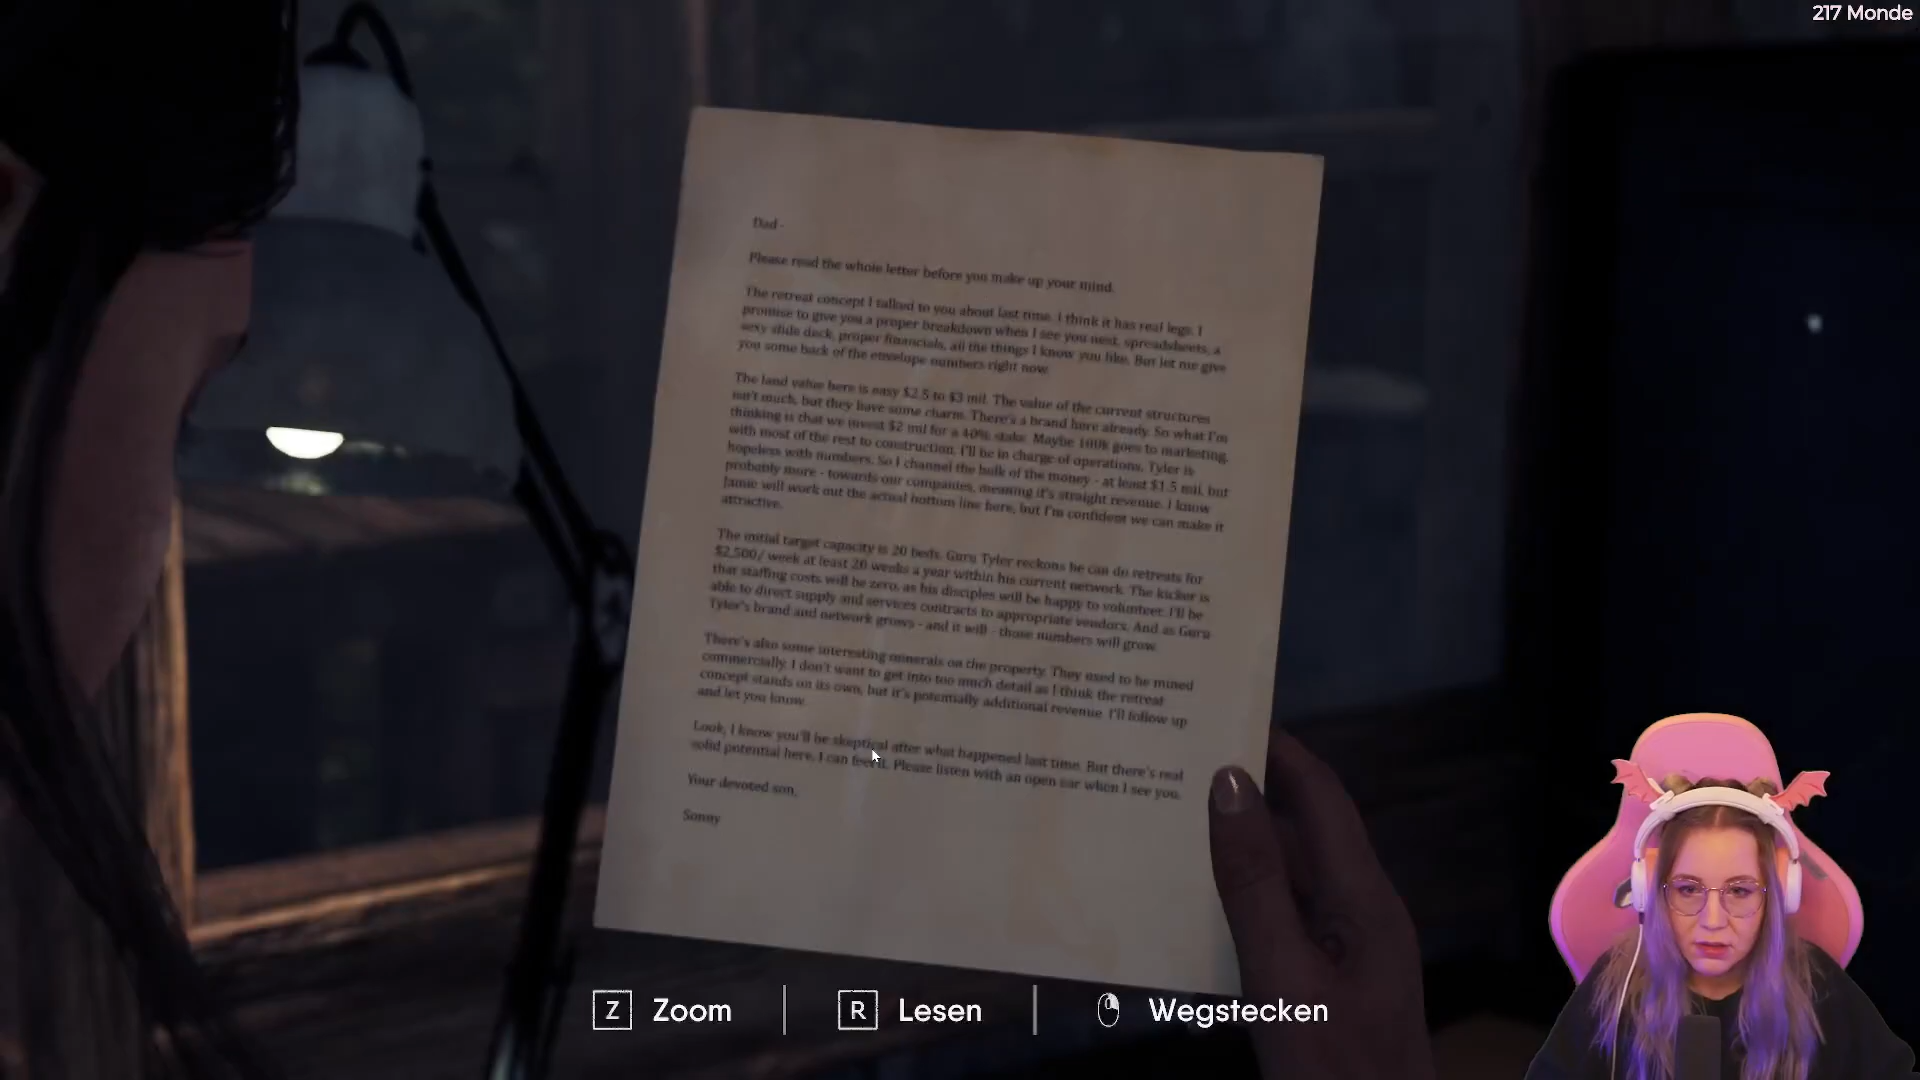 217 Monde
Dad -
Please read the whole letter before you make up your mind.
The retreat concept I talked to you about last time. I think it has real legs. I
promise to give you a proper breakdown when I see you next, spreadsheets, a
sexy slide deck, proper financials, all the things I know you like. But let me give
you some back of the envelope numbers right now.
The land value here is easy $2.5 to $3 mil. The value of the current structures
isn't much, but they have some charm. There's a brand here already. So what I'm
thinking is that we invest $2 mil for a 40% stake. Maybe 100k goes to marketing,
with most of the rest to construction. I'll be in charge of operations. Tyler is
hopeless with numbers. So I channel the bulk of the money - at least $1.5 mil, but
probably more - towards our companies, meaning it's straight revenue. I know
Jamie will work out the actual bottom line here, but I'm confident we can make it
attractive.
The initial target capacity is 20 beds. Guru Tyler reckons he can do retreats for
$2,500/ week at least 20 weeks a year within his current network. The kicker is
that staffing costs will be zero, as his disciples will be happy to volunteer. I'll be
able to direct supply and services contracts to appropriate vendors. And as Guru
Tyler's brand and network grows - and it will - those numbers will grow.
There's also some interesting minerals on the property. They used to be mined
commercially. I don't want to get into too much detail as I think the retreat
concept stands on its own, but it's potentially additional revenue. I'll follow up
and let you know.
Look, I know you'll be skeptical after what happened last time. But there's real
solid potential here, I can feel it. Please listen with an open ear when I see you.
Your devoted son,
Sonny
Z Zoom
R Lesen
Wegstecken